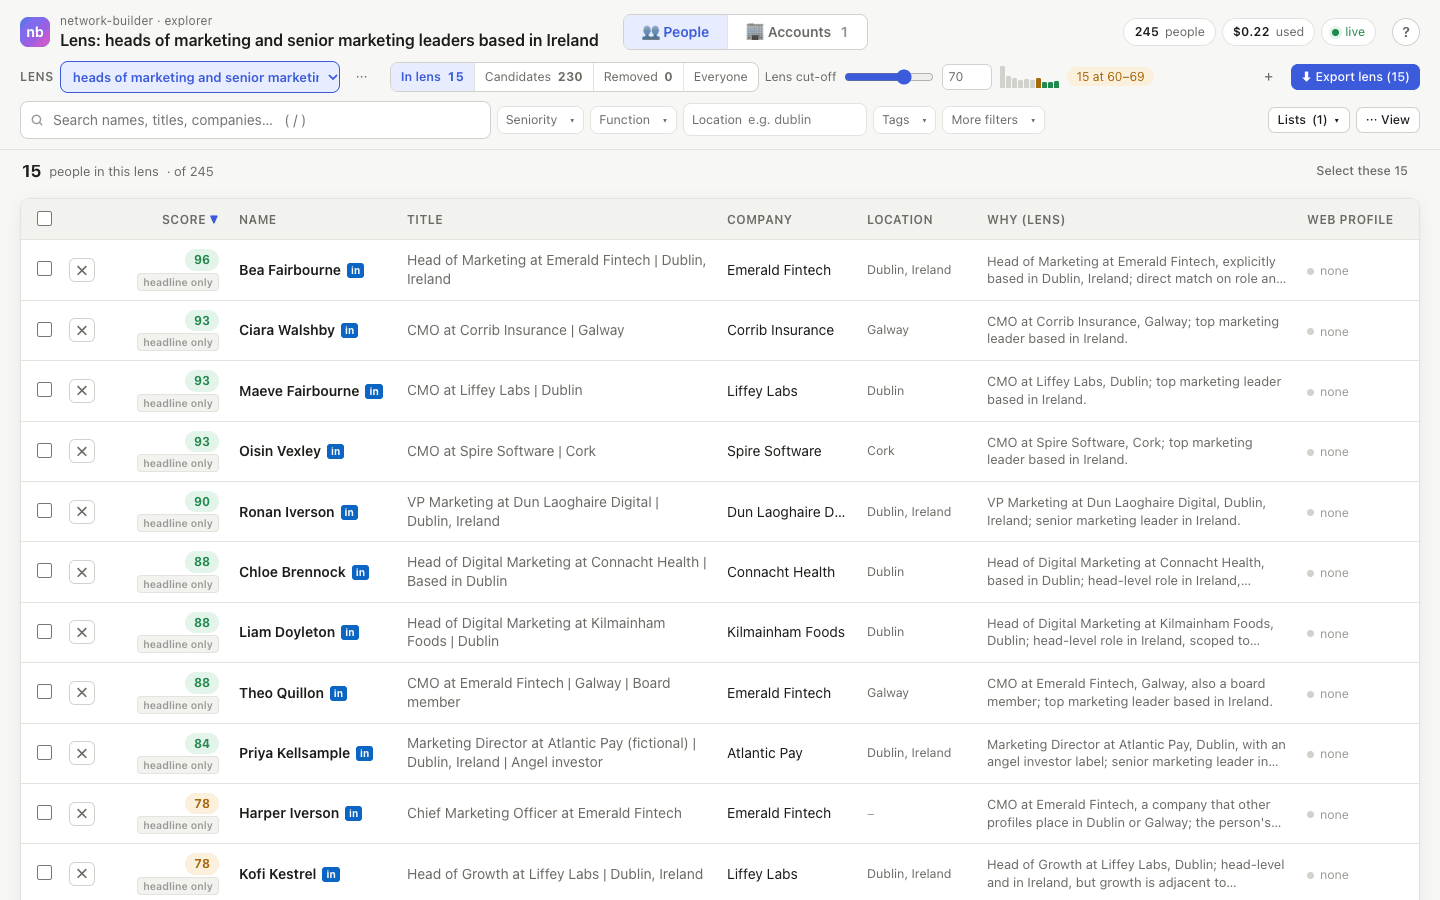 nb
network-builder · explorer
Lens: heads of marketing and senior marketing leaders based in Ireland
People
Accounts 1
245 people
$0.22 used
live
?
LENS
heads of marketing and senior marketin
···
In lens 15
Candidates 230
Removed 0
Everyone
Lens cut-off
70
15 at 60–69
+
Export lens (15)
Search names, titles, companies... ( / )
Seniority
Function
Location e.g. dublin
Tags
More filters
Lists (1)
··· View
15 people in this lens · of 245
Select these 15
SCORE NAME TITLE COMPANY LOCATION WHY (LENS) WEB PROFILE
96
headline only
Bea Fairbourne in
Head of Marketing at Emerald Fintech | Dublin,
Ireland
Emerald Fintech
Dublin, Ireland
Head of Marketing at Emerald Fintech, explicitly
based in Dublin, Ireland; direct match on role an...
none
93
headline only
Ciara Walshby in
CMO at Corrib Insurance | Galway
Corrib Insurance
Galway
CMO at Corrib Insurance, Galway; top marketing
leader based in Ireland.
none
93
headline only
Maeve Fairbourne in
CMO at Liffey Labs | Dublin
Liffey Labs
Dublin
CMO at Liffey Labs, Dublin; top marketing leader
based in Ireland.
none
93
headline only
Oisin Vexley in
CMO at Spire Software | Cork
Spire Software
Cork
CMO at Spire Software, Cork; top marketing
leader based in Ireland.
none
90
headline only
Ronan Iverson in
VP Marketing at Dun Laoghaire Digital |
Dublin, Ireland
Dun Laoghaire D...
Dublin, Ireland
VP Marketing at Dun Laoghaire Digital, Dublin,
Ireland; senior marketing leader in Ireland.
none
88
headline only
Chloe Brennock in
Head of Digital Marketing at Connacht Health |
Based in Dublin
Connacht Health
Dublin
Head of Digital Marketing at Connacht Health,
based in Dublin; head-level role in Ireland,...
none
88
headline only
Liam Doyleton in
Head of Digital Marketing at Kilmainham
Foods | Dublin
Kilmainham Foods
Dublin
Head of Digital Marketing at Kilmainham Foods,
Dublin; head-level role in Ireland, scoped to...
none
88
headline only
Theo Quillon in
CMO at Emerald Fintech | Galway | Board
member
Emerald Fintech
Galway
CMO at Emerald Fintech, Galway, also a board
member; top marketing leader based in Ireland.
none
84
headline only
Priya Kellsample in
Marketing Director at Atlantic Pay (fictional) |
Dublin, Ireland | Angel investor
Atlantic Pay
Dublin, Ireland
Marketing Director at Atlantic Pay, Dublin, with an
angel investor label; senior marketing leader in...
none
78
headline only
Harper Iverson in
Chief Marketing Officer at Emerald Fintech
Emerald Fintech
–
CMO at Emerald Fintech, a company that other
profiles place in Dublin or Galway; the person's...
none
78
headline only
Kofi Kestrel in
Head of Growth at Liffey Labs | Dublin, Ireland
Liffey Labs
Dublin, Ireland
Head of Growth at Liffey Labs, Dublin; head-level
and in Ireland, but growth is adjacent to...
none